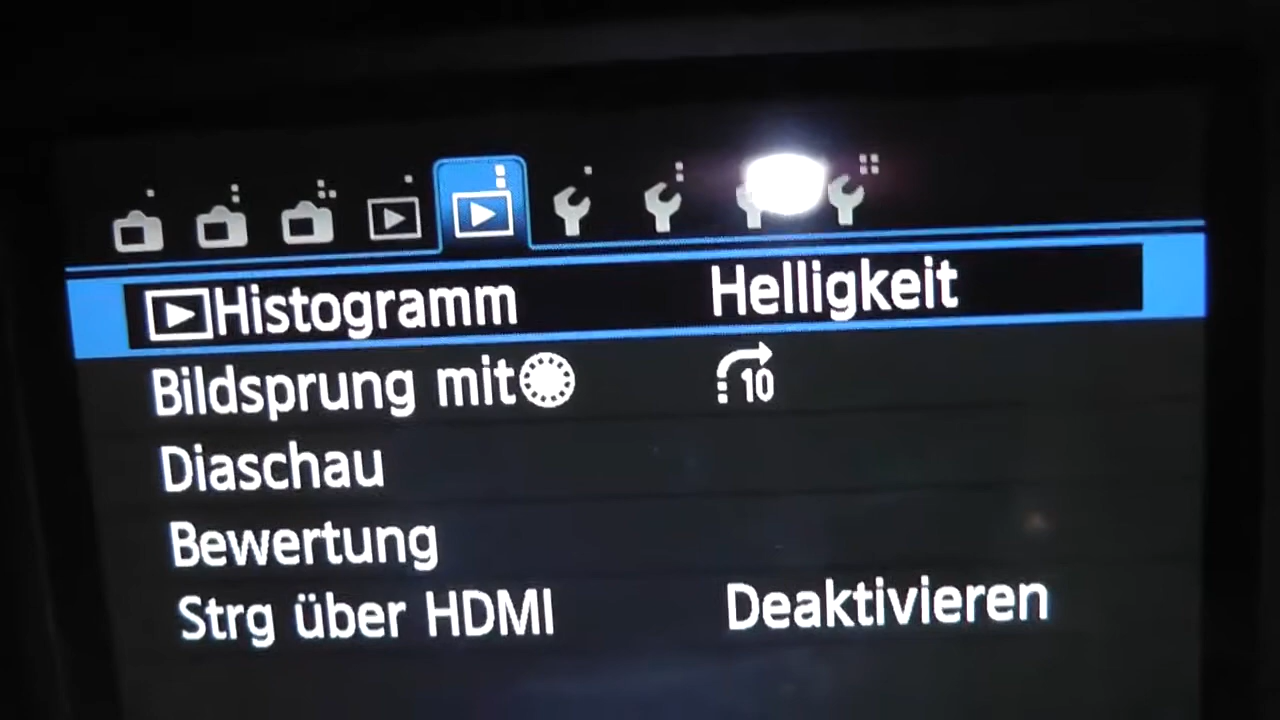 Histogramm Helligkeit
Bildsprung mit 10
Diaschau
Bewertung
Strg über HDMI Deaktivieren